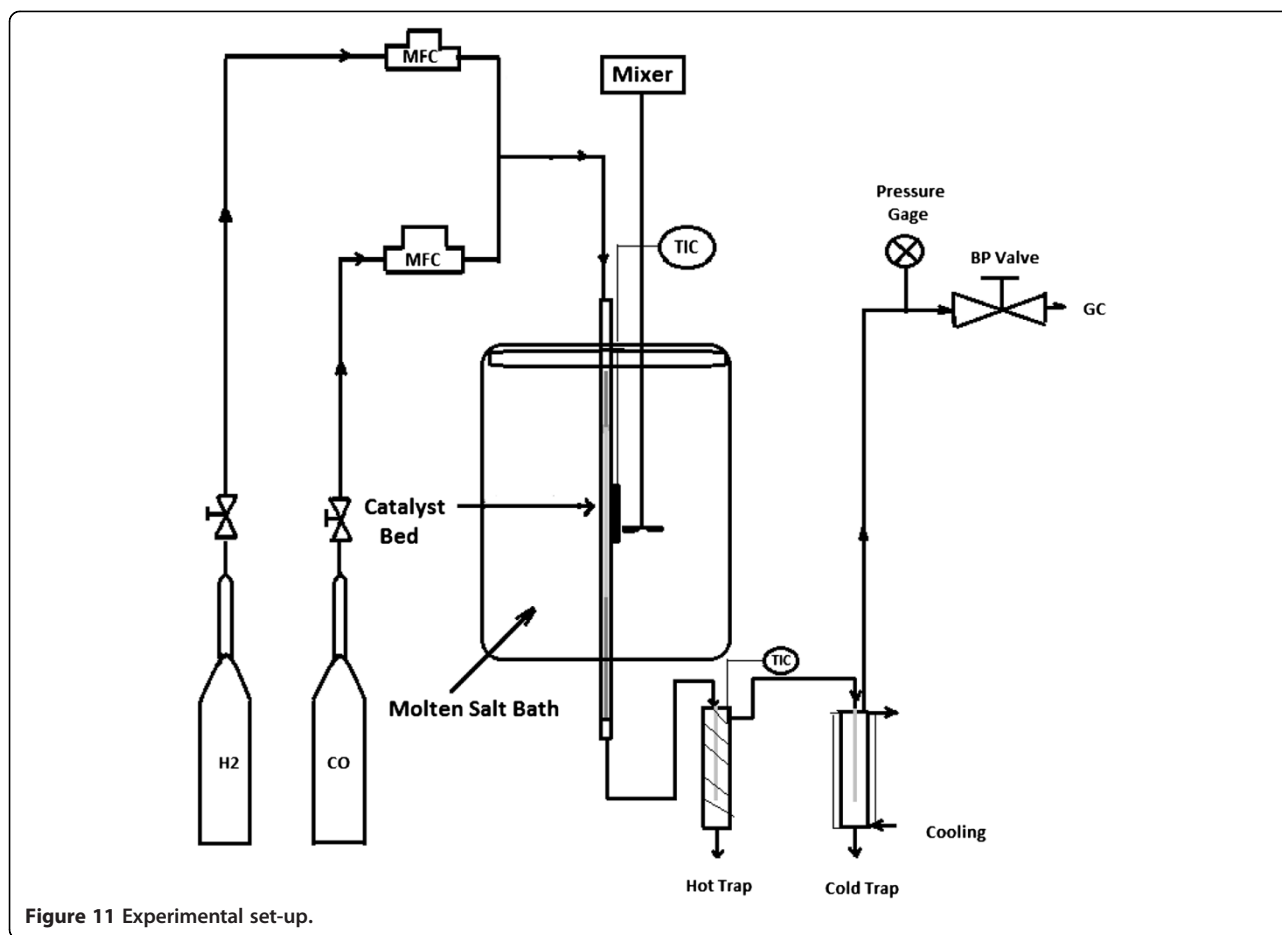 MFC
Mixer
MFC
TIC
Pressure
Gage
BP Valve
GC
Catalyst
Bed
Molten Salt Bath
TIC
H2
CO
Cooling
Hot Trap
Cold Trap
Figure 11 Experimental set-up.